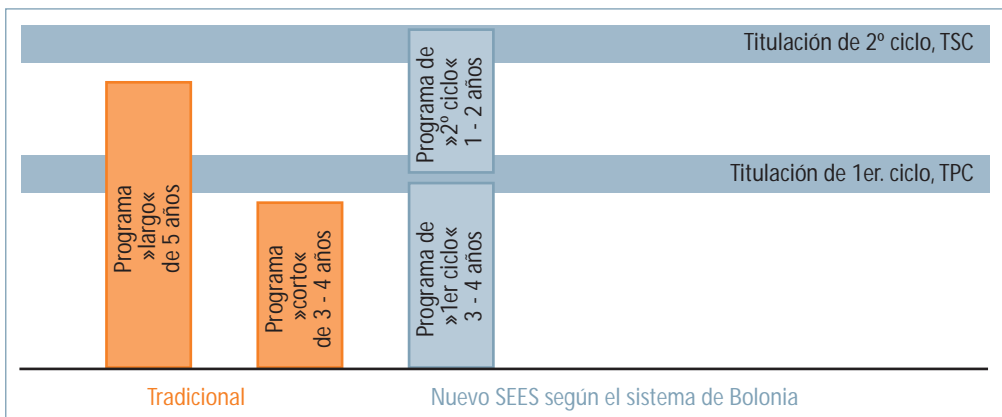 Titulación de 2º ciclo, TSC
Programa de
»2º ciclo«
1 - 2 años
Titulación de 1er. ciclo, TPC
Programa
»largo«
de 5 años
Programa
»corto«
de 3 - 4 años
Programa de
»1er ciclo«
3 - 4 años
Tradicional
Nuevo SEES según el sistema de Bolonia